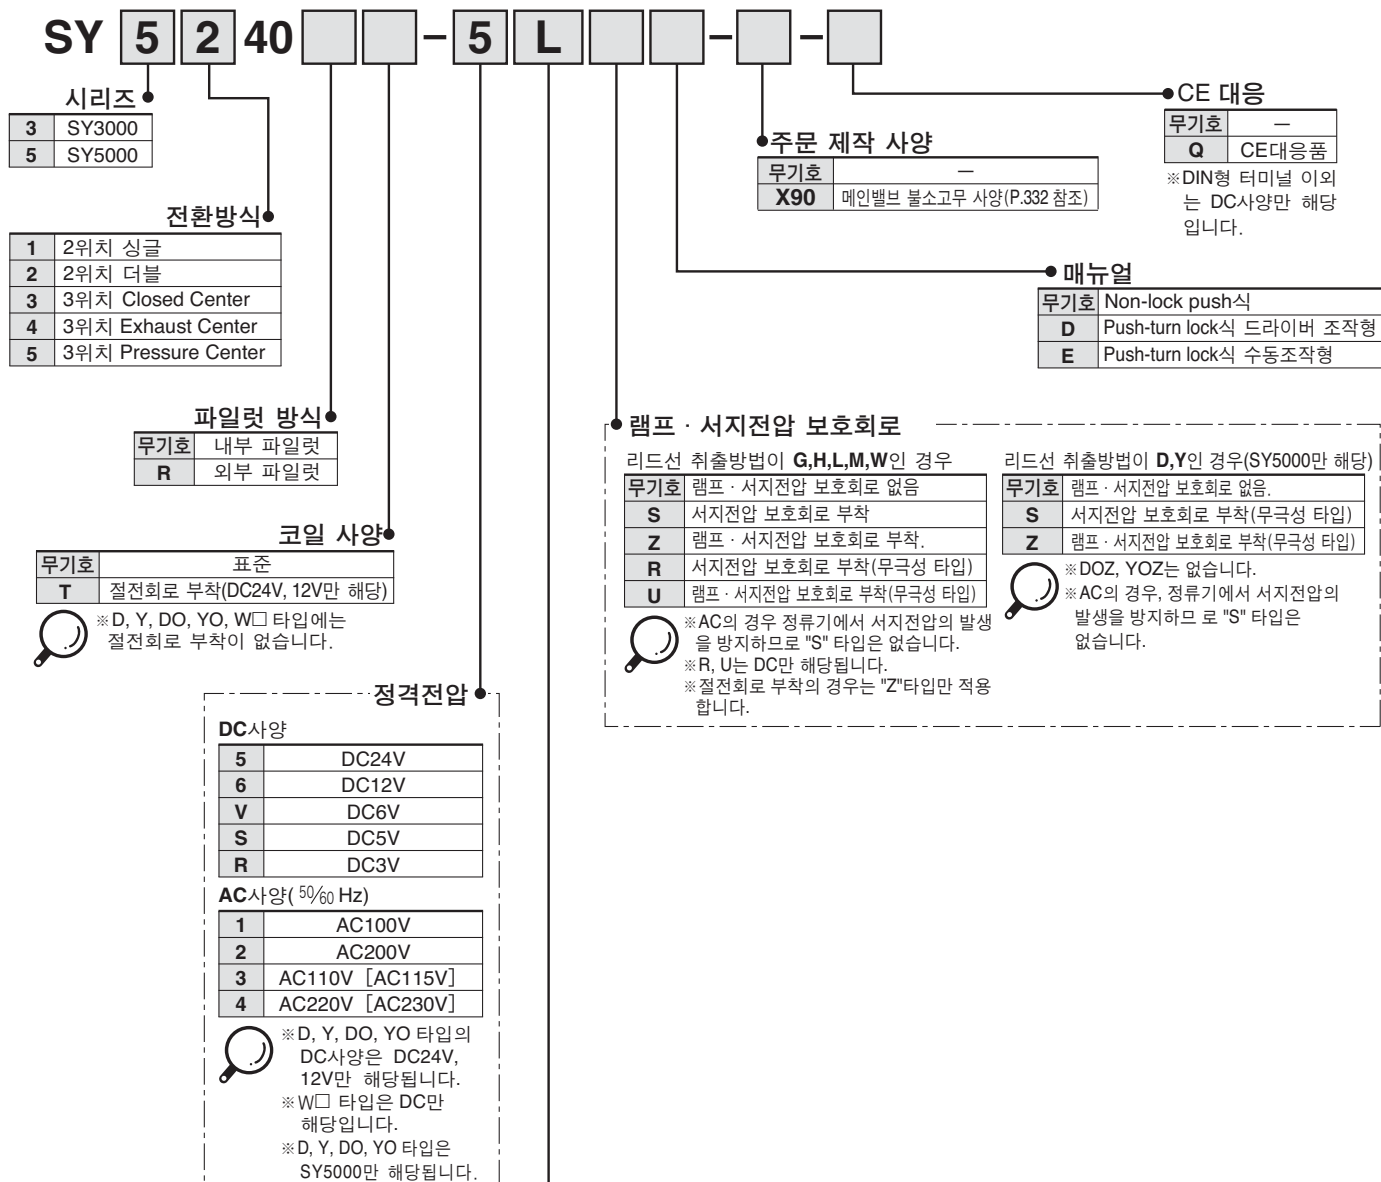 SY 5 2 40 - 5 L - -
시리즈
3 SY3000
5 SY5000
전환방식
1 2위치 싱글
2 2위치 더블
3 3위치 Closed Center
4 3위치 Exhaust Center
5 3위치 Pressure Center
파일럿 방식
무기호 내부 파일럿
R 외부 파일럿
코일 사양
무기호 표준
T 절전회로 부착(DC24V, 12V만 해당)
※D, Y, DO, YO, W□ 타입에는
절전회로 부착이 없습니다.
정격전압
DC사양
5 DC24V
6 DC12V
V DC6V
S DC5V
R DC3V
AC사양( 50/60 Hz)
1 AC100V
2 AC200V
3 AC110V [AC115V]
4 AC220V [AC230V]
※D, Y, DO, YO 타입의
DC사양은 DC24V,
12V만 해당됩니다.
※W□ 타입은 DC만
해당입니다.
※D, Y, DO, YO 타입은
SY5000만 해당됩니다.
CE 대응
무기호 —
Q CE대응품
※DIN형 터미널 이외
는 DC사양만 해당
입니다.
주문 제작 사양
무기호 —
X90 메인밸브 불소고무 사양(P.332 참조)
매뉴얼
무기호 Non-lock push식
D Push-turn lock식 드라이버 조작형
E Push-turn lock식 수동조작형
램프 · 서지전압 보호회로
리드선 취출방법이 G,H,L,M,W인 경우
무기호 램프 · 서지전압 보호회로 없음
S 서지전압 보호회로 부착
Z 램프 · 서지전압 보호회로 부착.
R 서지전압 보호회로 부착(무극성 타입)
U 램프 · 서지전압 보호회로 부착(무극성 타입)
※AC의 경우 정류기에서 서지전압의 발생
을 방지하므로 "S" 타입은 없습니다.
※R, U는 DC만 해당됩니다.
※절전회로 부착의 경우는 "Z"타입만 적용
합니다.
리드선 취출방법이 D,Y인 경우(SY5000만 해당)
무기호 램프 · 서지전압 보호회로 없음.
S 서지전압 보호회로 부착(무극성 타입)
Z 램프 · 서지전압 보호회로 부착(무극성 타입)
※DOZ, YOZ는 없습니다.
※AC의 경우, 정류기에서 서지전압의
발생을 방지하므 로 "S" 타입은
없습니다.